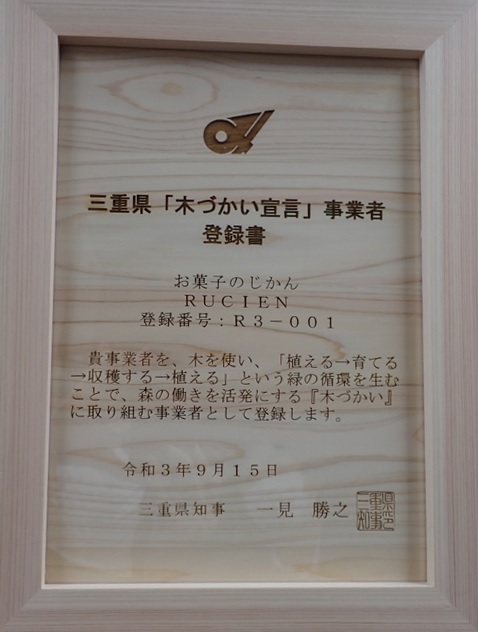 三重県「木づかい宣言」事業者
登録書
お菓子のじかん
ＲＵＣＩＥＮ
登録番号：Ｒ３－００１
貴事業者を、木を使い、「植える→育てる
→収穫する→植える」という緑の循環を生む
ことで、森の働きを活発にする『木づかい』
に取り組む事業者として登録します。
令和３年９月１５日
三重県知事　一見　勝之